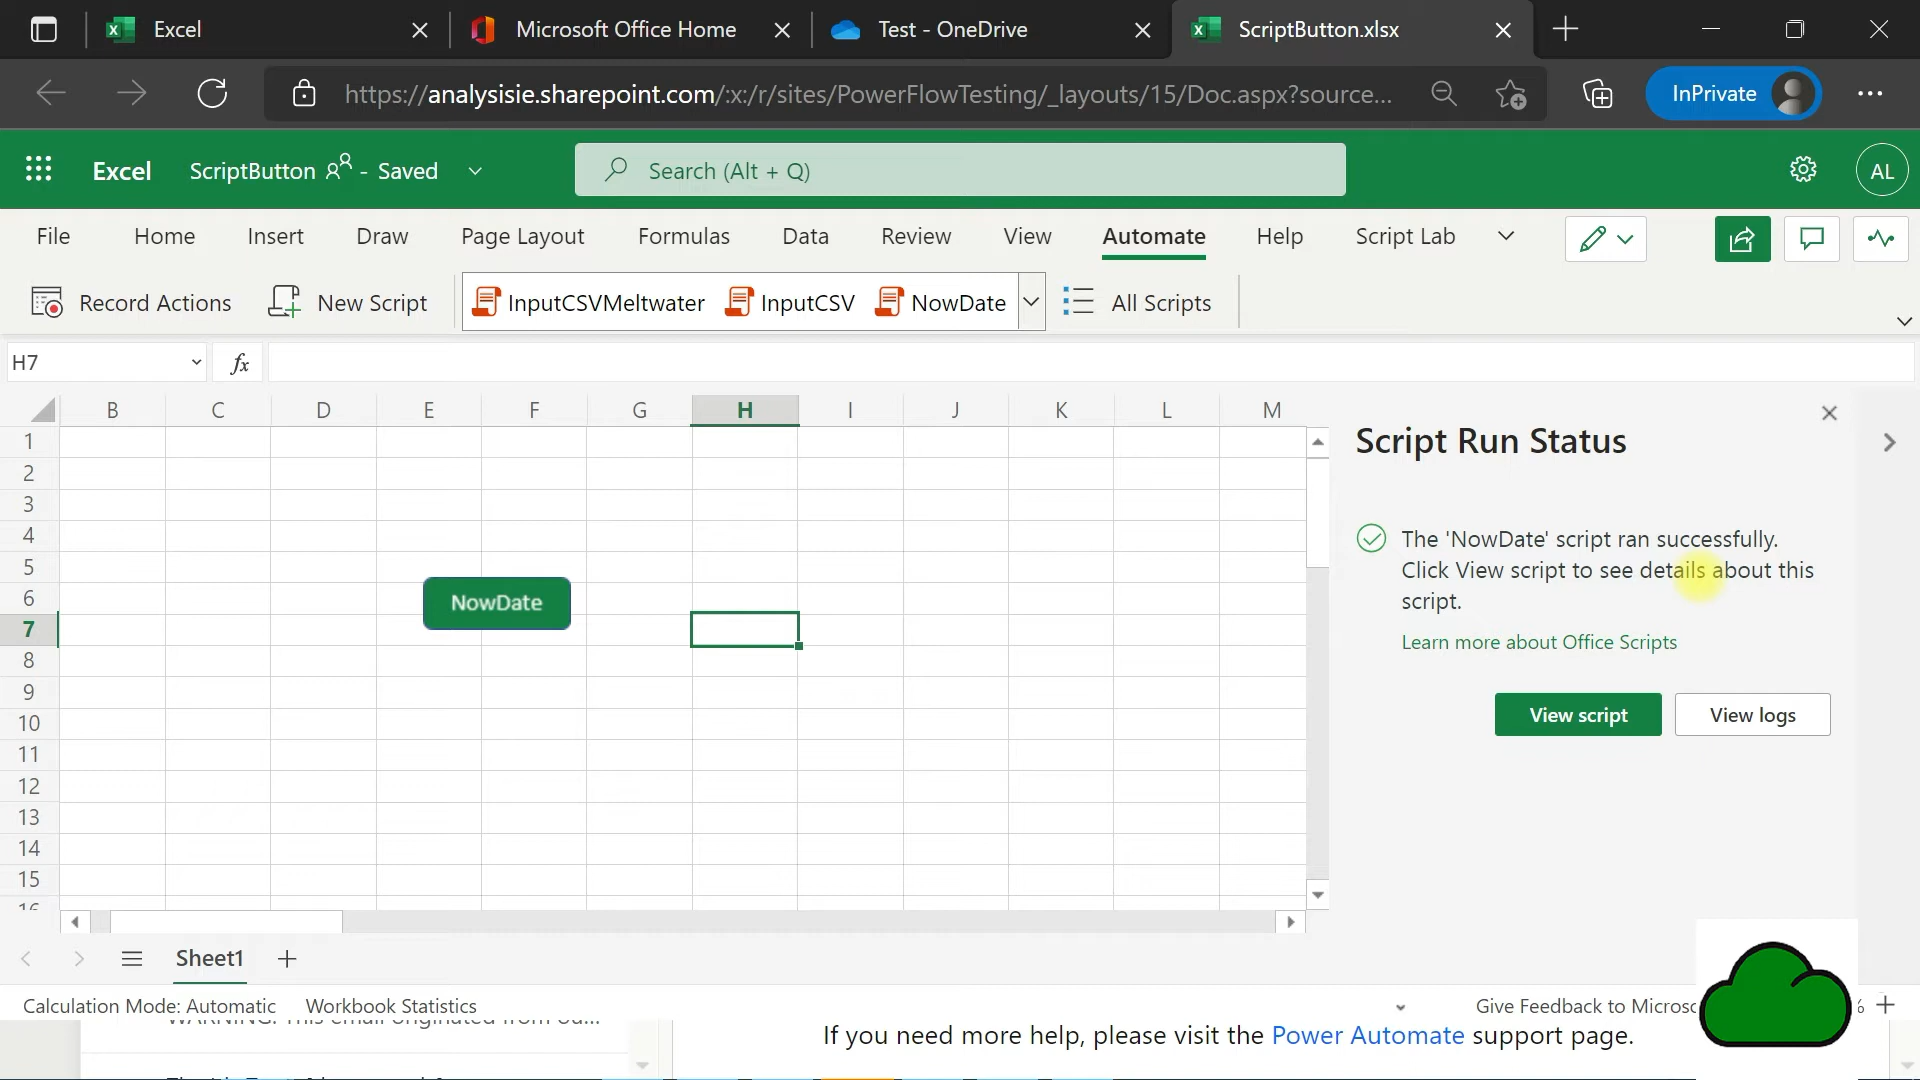 Excel
Microsoft Office Home
Test - OneDrive
ScriptButton.xlsx
https://analysisie.sharepoint.com/:x:/r/sites/PowerFlowTesting/_layouts/15/Doc.aspx?source...
InPrivate
Excel
ScriptButton - Saved
Search (Alt + Q)
AL
File Home Insert Draw Page Layout Formulas Data Review View Automate Help Script Lab
Record Actions New Script InputCSVMeltwater InputCSV NowDate All Scripts
H7
fx
B C D E F G H I J K L M
1
2
3
4
5
6
7
8
9
10
11
12
13
14
15
16
NowDate
Script Run Status
The 'NowDate' script ran successfully.
Click View script to see details about this
script.
Learn more about Office Scripts
View script
View logs
Sheet1
Calculation Mode: Automatic Workbook Statistics
Give Feedback to
WARNING: This email originated from
If you need more help, please visit the Power Automate support page.